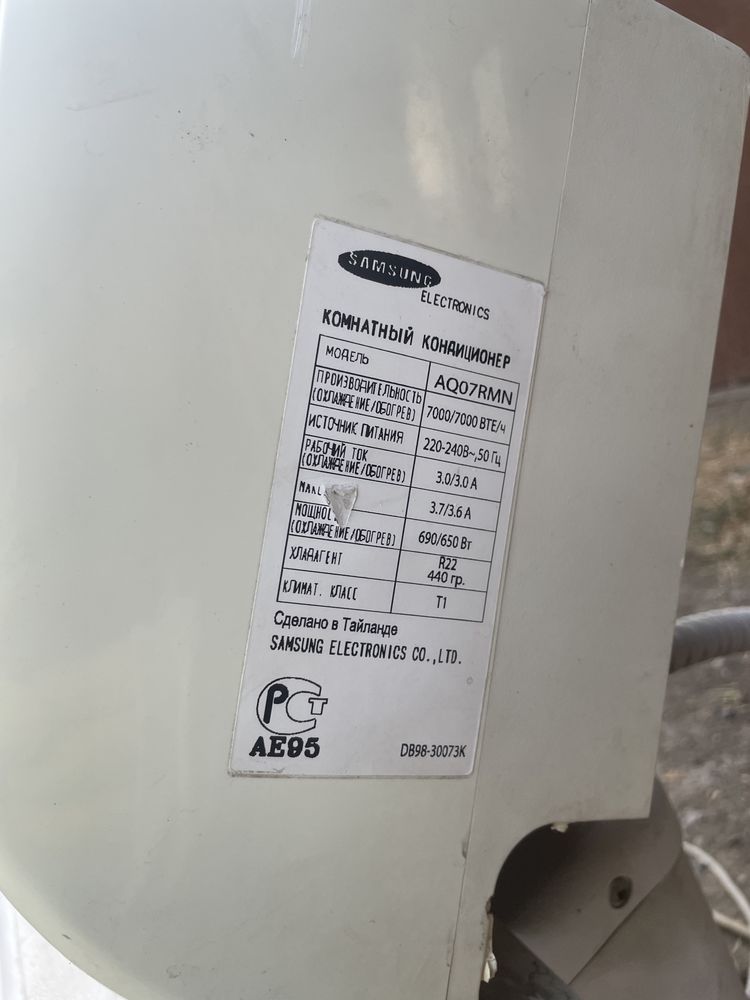 SAMSUNG
ELECTRONICS
КОМНАТНЫЙ КОНДИЦИОНЕР
МОДЕЛЬ AQ07RMN
ПРОИЗВОДИТЕЛЬНОСТЬ
(ОХЛАЖДЕНИЕ/ОБОГРЕВ) 7000/7000 ВТЕ/ч
ИСТОЧНИК ПИТАНИЯ 220-240В~,50 Гц
РАБОЧИЙ ТОК
(ОХЛАЖДЕНИЕ/ОБОГРЕВ) 3.0/3.0 А
3.7/3.6 А
(ОХЛАЖДЕНИЕ/ОБОГРЕВ) 690/650 Вт
ХЛАДАГЕНТ R22
440 гр.
КЛИМАТ. КЛАСС T1
Сделано в Тайланде
SAMSUNG ELECTRONICS CO.,LTD.
РСТ
АЕ95
DB98-30073K